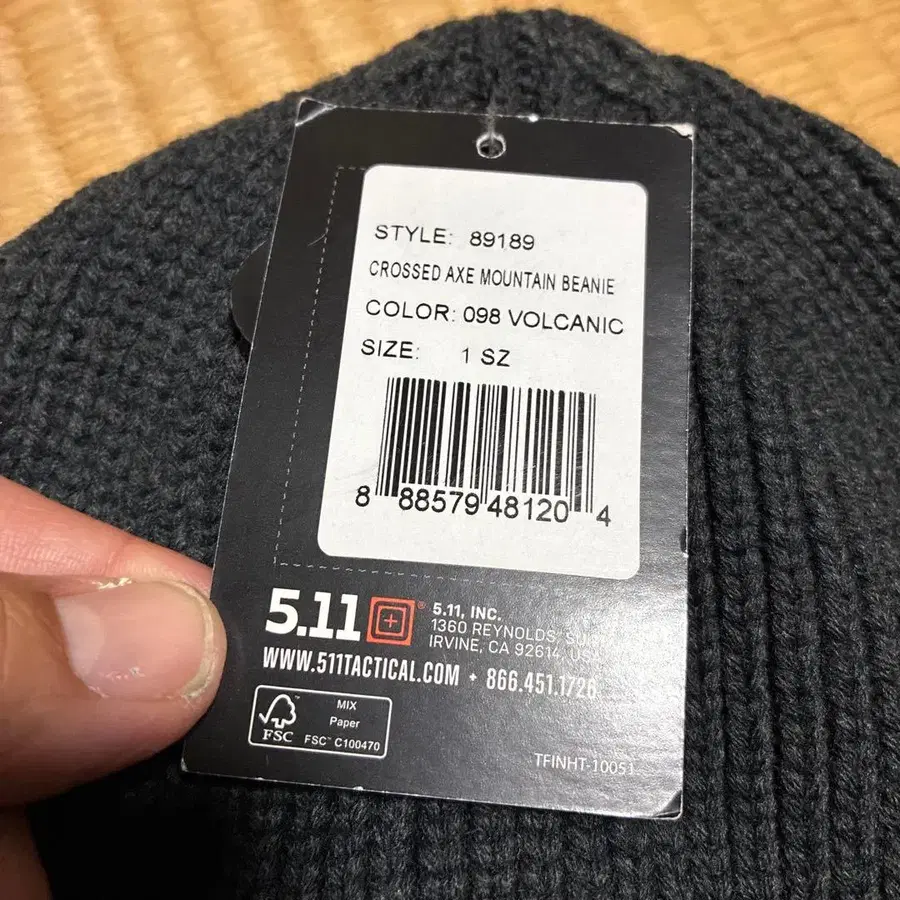 STYLE: 89189
CROSSED AXE MOUNTAIN BEANIE
COLOR: 098 VOLCANIC
SIZE: 1 SZ
8 88579 48120 4
5.11® 5.11, INC.
1360 REYNOLDS,
IRVINE, CA 92614,
WWW.511TACTICAL.COM • 866.451.1726
FSC
MIX
Paper
FSC™ C100470
TFINHT-10051